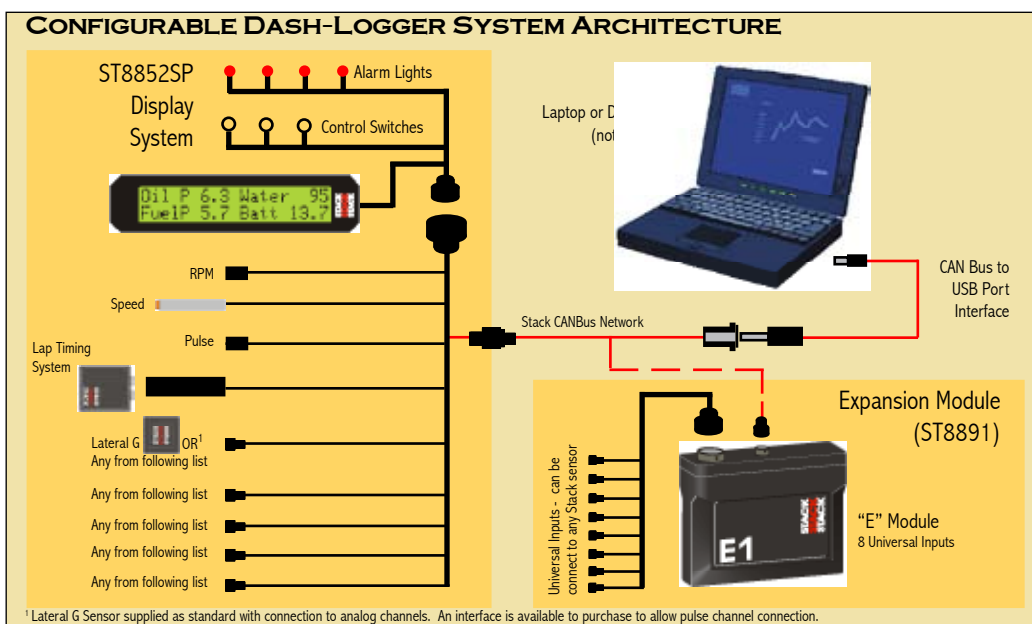 CONFIGURABLE DASH-LOGGER SYSTEM ARCHITECTURE
ST8852SP
Display
System
Alarm Lights
Control Switches
Oil P 6.3 Water 95
FuelP 5.7 Batt 13.7
RPM
Speed
Pulse
Lap Timing
System
Lateral G OR¹
Any from following list
Any from following list
Any from following list
Any from following list
Any from following list
Laptop or
(not
Stack CANBus Network
CAN Bus to
USB Port
Interface
Expansion Module
(ST8891)
Universal Inputs - can be
connect to any Stack sensor
STACK
STACK
E1
"E" Module
8 Universal Inputs
¹ Lateral G Sensor supplied as standard with connection to analog channels. An interface is available to purchase to allow pulse channel connection.